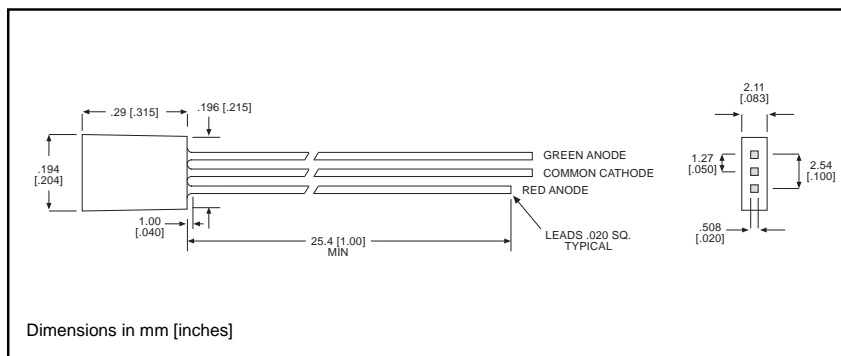 .29 [.315]
.196 [.215]
.194
[.204]
1.00
[.040]
25.4 [1.00]
MIN
GREEN ANODE
COMMON CATHODE
RED ANODE
LEADS .020 SQ.
TYPICAL
2.11
[.083]
1.27
[.050]
2.54
[.100]
.508
[.020]
Dimensions in mm [inches]